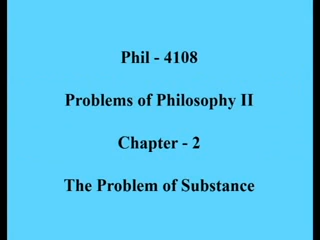 Phil - 4108
Problems of Philosophy II
Chapter - 2
The Problem of Substance